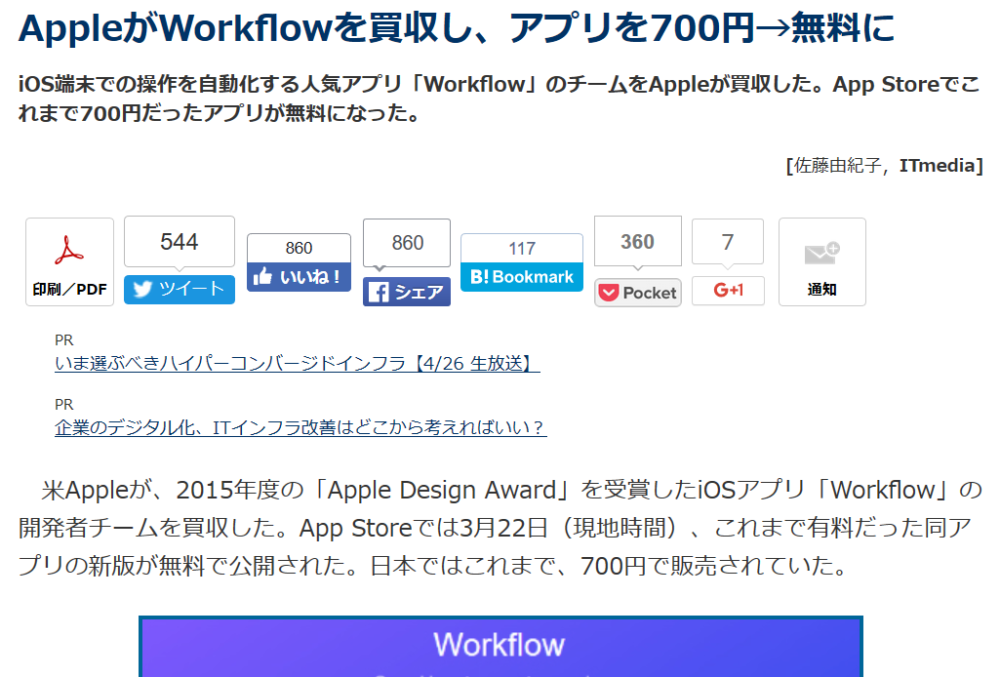 AppleがWorkflowを買収し、アプリを700円→無料に
iOS端末での操作を自動化する人気アプリ「Workflow」のチームをAppleが買収した。App Storeでこ
れまで700円だったアプリが無料になった。
[佐藤由紀子，ITmedia]
印刷／PDF
544
ツイート
860
いいね！
860
シェア
117
B!Bookmark
360
Pocket
7
G+1
通知
PR
いま選ぶべきハイパーコンバージドインフラ【4/26 生放送】
PR
企業のデジタル化、ITインフラ改善はどこから考えればいい？
米Appleが、2015年度の「Apple Design Award」を受賞したiOSアプリ「Workflow」の
開発者チームを買収した。App Storeでは3月22日（現地時間）、これまで有料だった同ア
プリの新版が無料で公開された。日本ではこれまで、700円で販売されていた。
Workflow